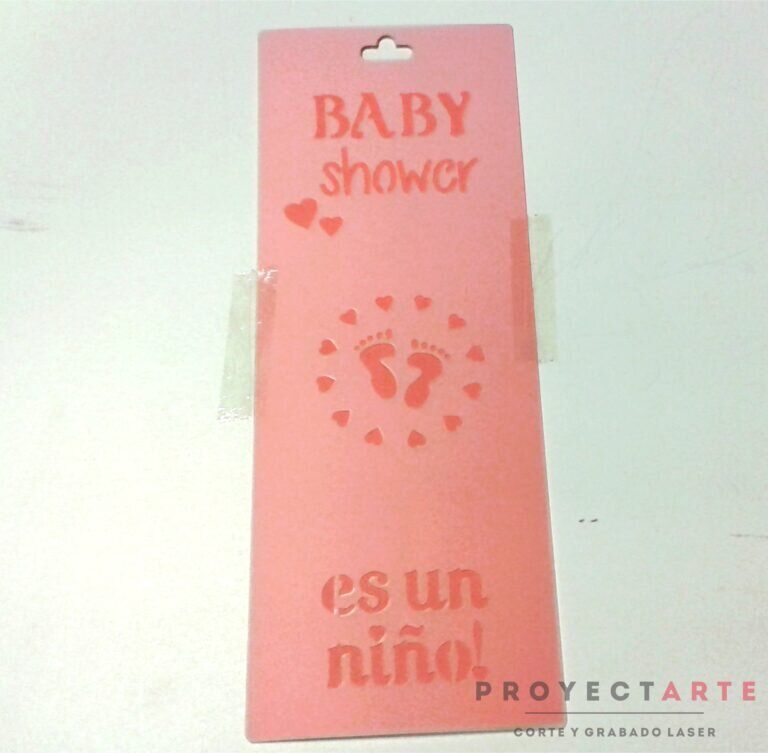 BABY
shower
es un
niño!
PROYECTARTE
CORTE Y GRABADO LASER